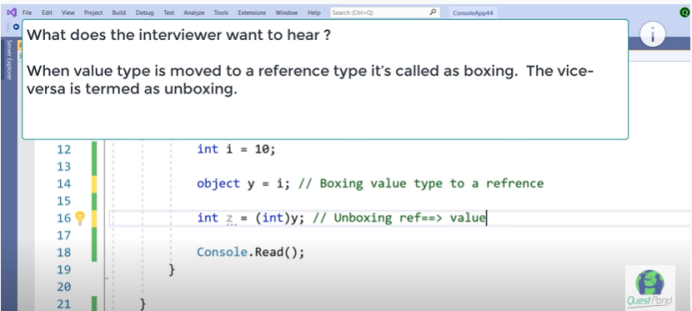 File Edit View Project Build Debug Test Analyze Tools Extensions Window Help Search (Ctrl+Q) ConsoleApp44
What does the interviewer want to hear ?
When value type is moved to a reference type it's called as boxing. The vice-
versa is termed as unboxing.
Server Explorer
12 int i = 10;
13
14 object y = i; // Boxing value type to a refrence
15
16 int z = (int)y; // Unboxing ref==> value
17
18 Console.Read();
19 }
20
21 }
QuestPond